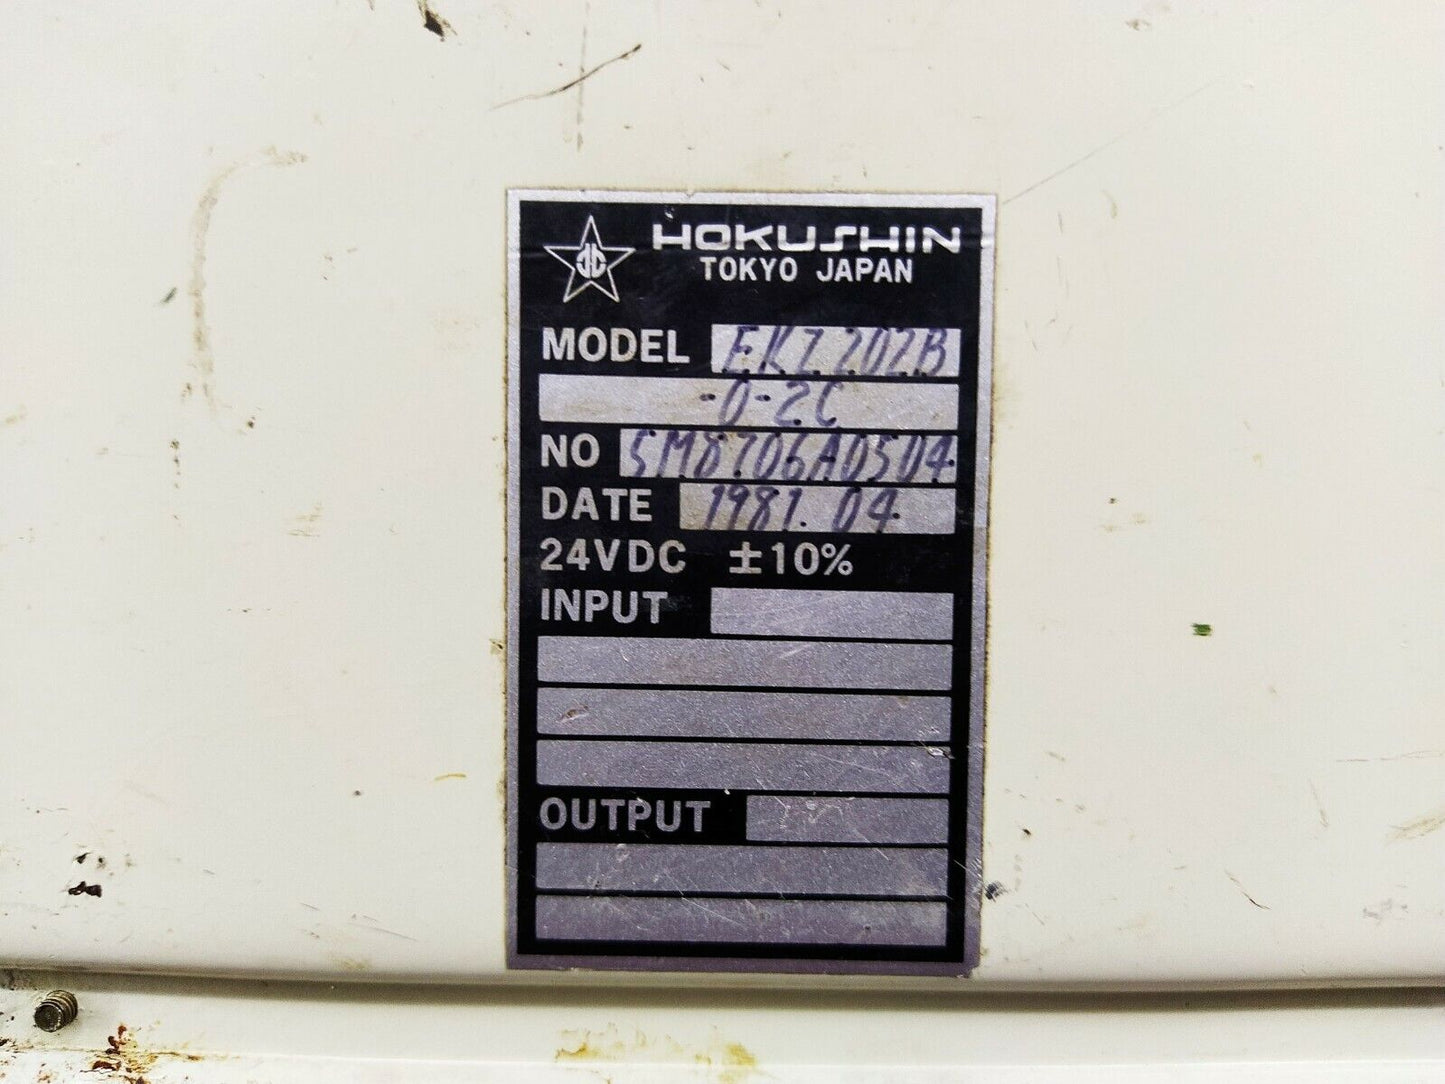 HOKUSHIN
TOKYO JAPAN
MODEL EKZ202B
-0-2C
NO 5M8706A0504
DATE 1981.04
24VDC ±10%
INPUT
OUTPUT